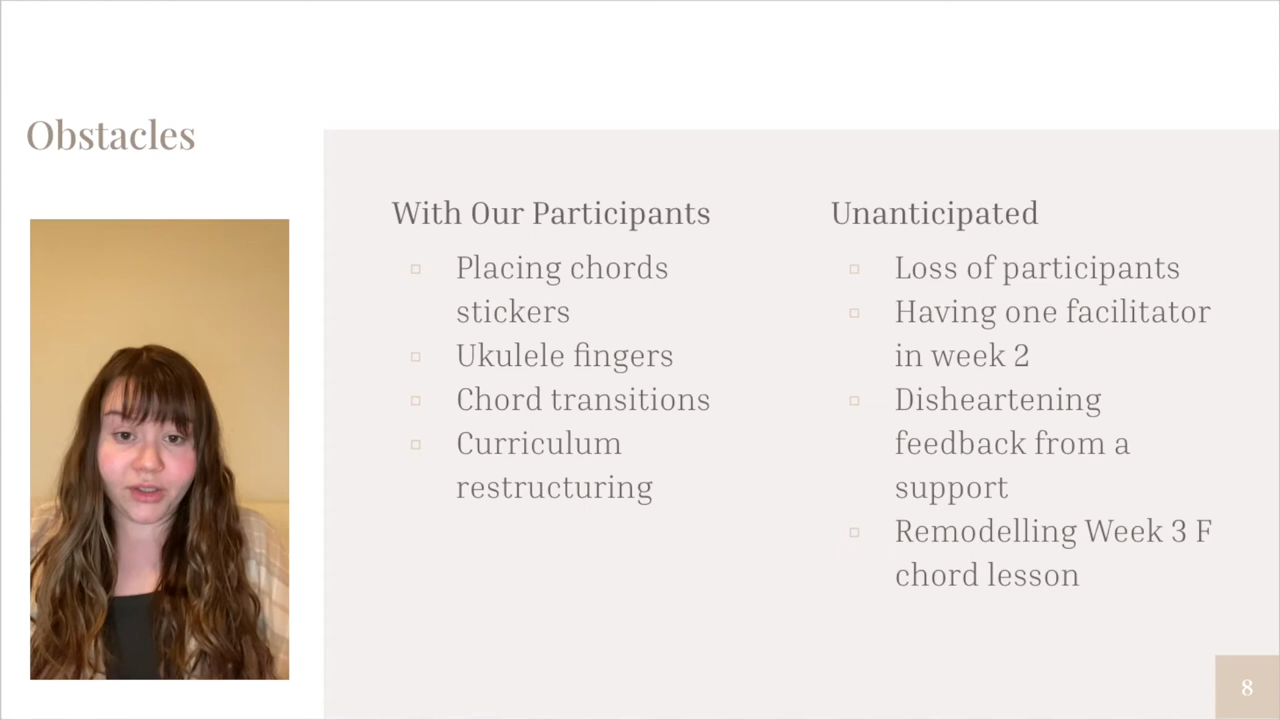 Obstacles
With Our Participants
Placing chords
stickers
Ukulele fingers
Chord transitions
Curriculum
restructuring
Unanticipated
Loss of participants
Having one facilitator
in week 2
Disheartening
feedback from a
support
Remodelling Week 3 F
chord lesson
8